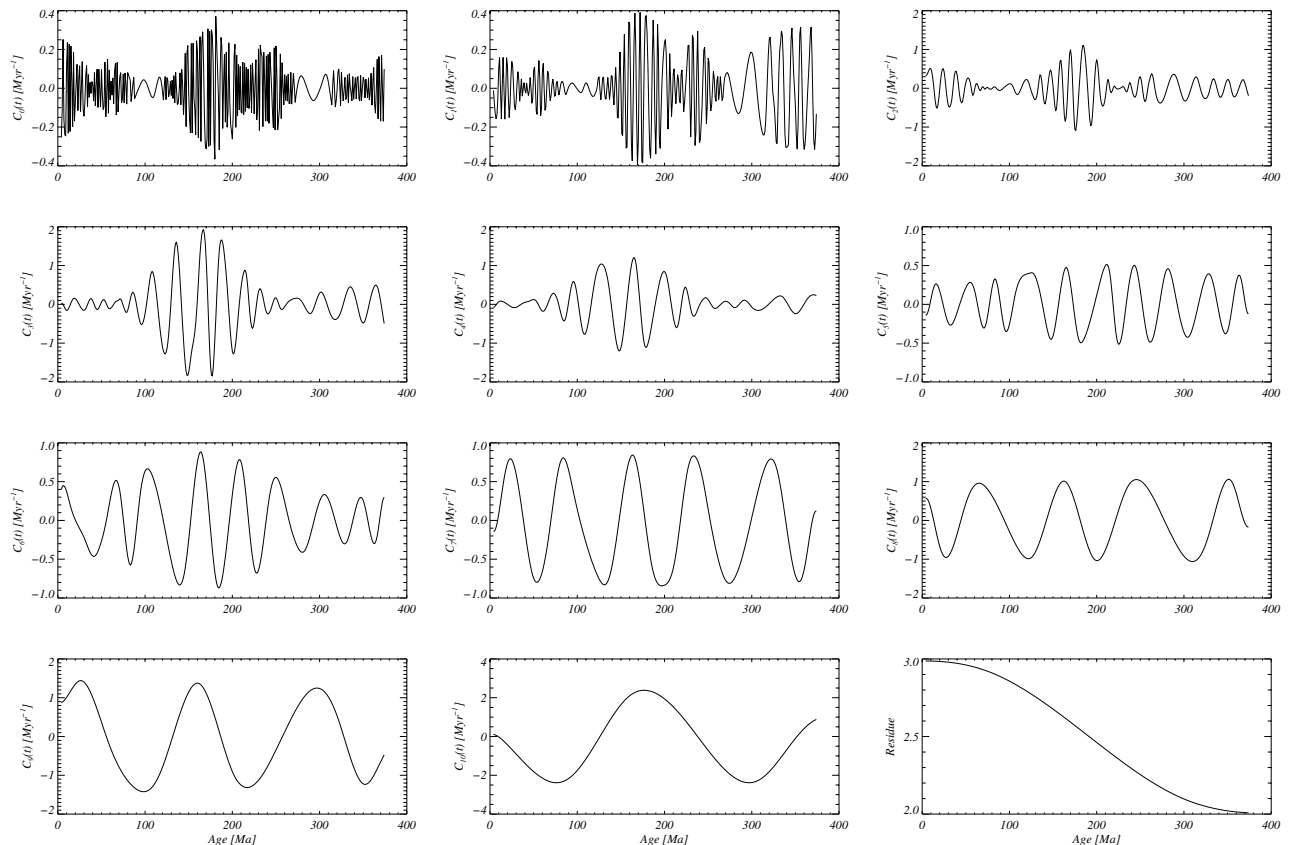 0.4 0.2 0.0 −0.2 −0.4
C₀(t) [Myr⁻¹]
0 100 200 300 400
0.4 0.2 0.0 −0.2 −0.4
C₁(t) [Myr⁻¹]
0 100 200 300 400
2 1 0 −1 −2
C₂(t) [Myr⁻¹]
0 100 200 300 400
2 1 0 −1 −2
C₃(t) [Myr⁻¹]
0 100 200 300 400
2 1 0 −1 −2
C₄(t) [Myr⁻¹]
0 100 200 300 400
1.0 0.5 0.0 −0.5 −1.0
C₅(t) [Myr⁻¹]
0 100 200 300 400
1.0 0.5 0.0 −0.5 −1.0
C₆(t) [Myr⁻¹]
0 100 200 300 400
1.0 0.5 0.0 −0.5 −1.0
C₇(t) [Myr⁻¹]
0 100 200 300 400
2 1 0 −1 −2
C₈(t) [Myr⁻¹]
0 100 200 300 400
2 1 0 −1 −2
C₉(t) [Myr⁻¹]
0 100 200 300 400
Age [Ma]
4 2 0 −2 −4
C₁₀(t) [Myr⁻¹]
0 100 200 300 400
Age [Ma]
3.0 2.5 2.0
Residue
0 100 200 300 400
Age [Ma]